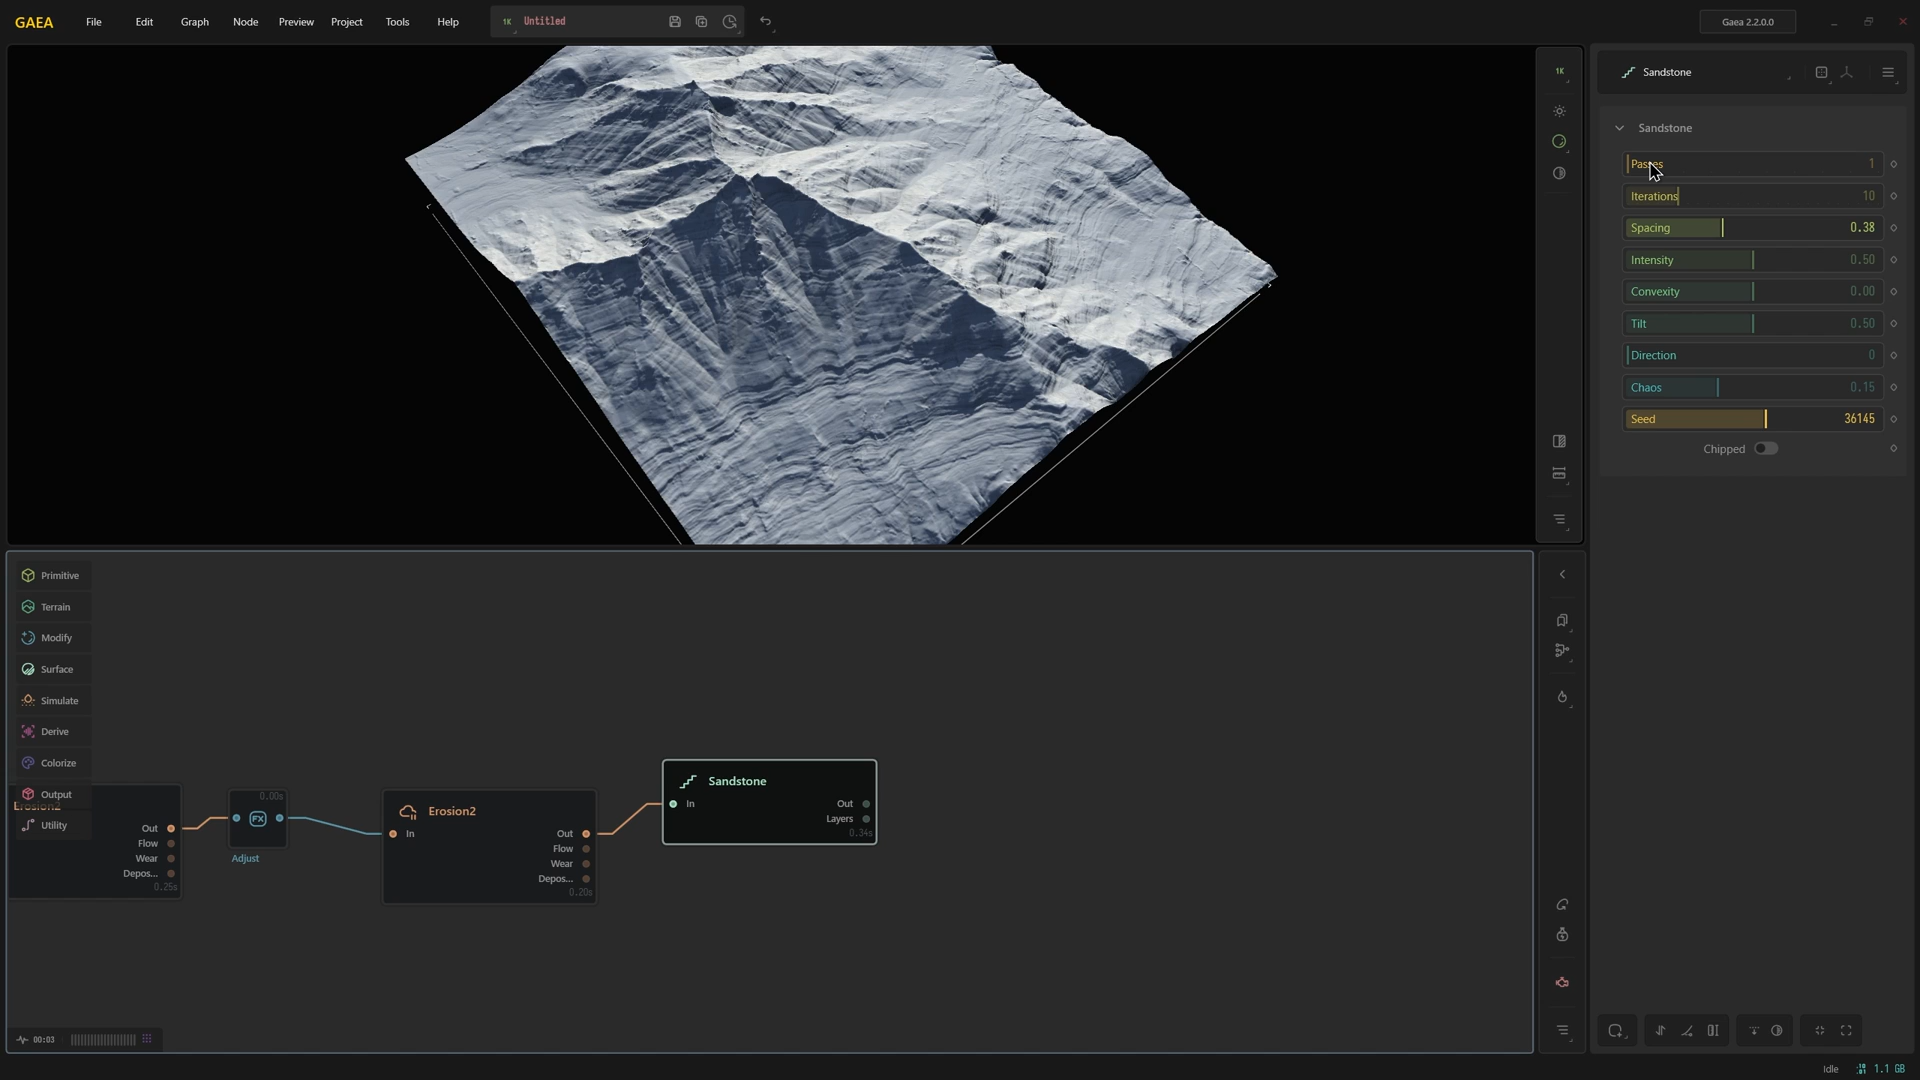 GAEA File Edit Graph Node Preview Project Tools Help 1K Untitled Gaea 2.2.0.0
1K
Sandstone
Sandstone
Passes 1
Iterations 10
Spacing 0.38
Intensity 0.50
Convexity 0.00
Tilt 0.50
Direction 0
Chaos 0.15
Seed 36145
Chipped
Primitive
Terrain
Modify
Surface
Simulate
Derive
Colorize
Output
Utility
Erosion2
Out
Flow
Wear
Depos...
0.25s
0.00s
FX
Adjust
Erosion2
In Out
Flow
Wear
Depos...
0.20s
Sandstone
In Out
Layers
0.34s
00:03
Idle 1.1 GB